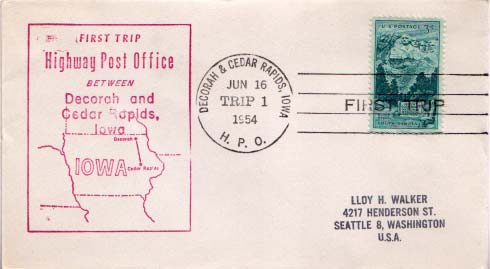 FIRST TRIP
Highway Post Office
BETWEEN
Decorah and
Cedar Rapids,
Iowa
Decorah
IOWA
Cedar Rapids
DECORAH & CEDAR RAPIDS, IOWA
JUN 16
TRIP 1
1954
H. P. O.
U.S. POSTAGE 3¢
FIRST TRIP
LLOY H. WALKER
4217 HENDERSON ST.
SEATTLE 8, WASHINGTON
U.S.A.